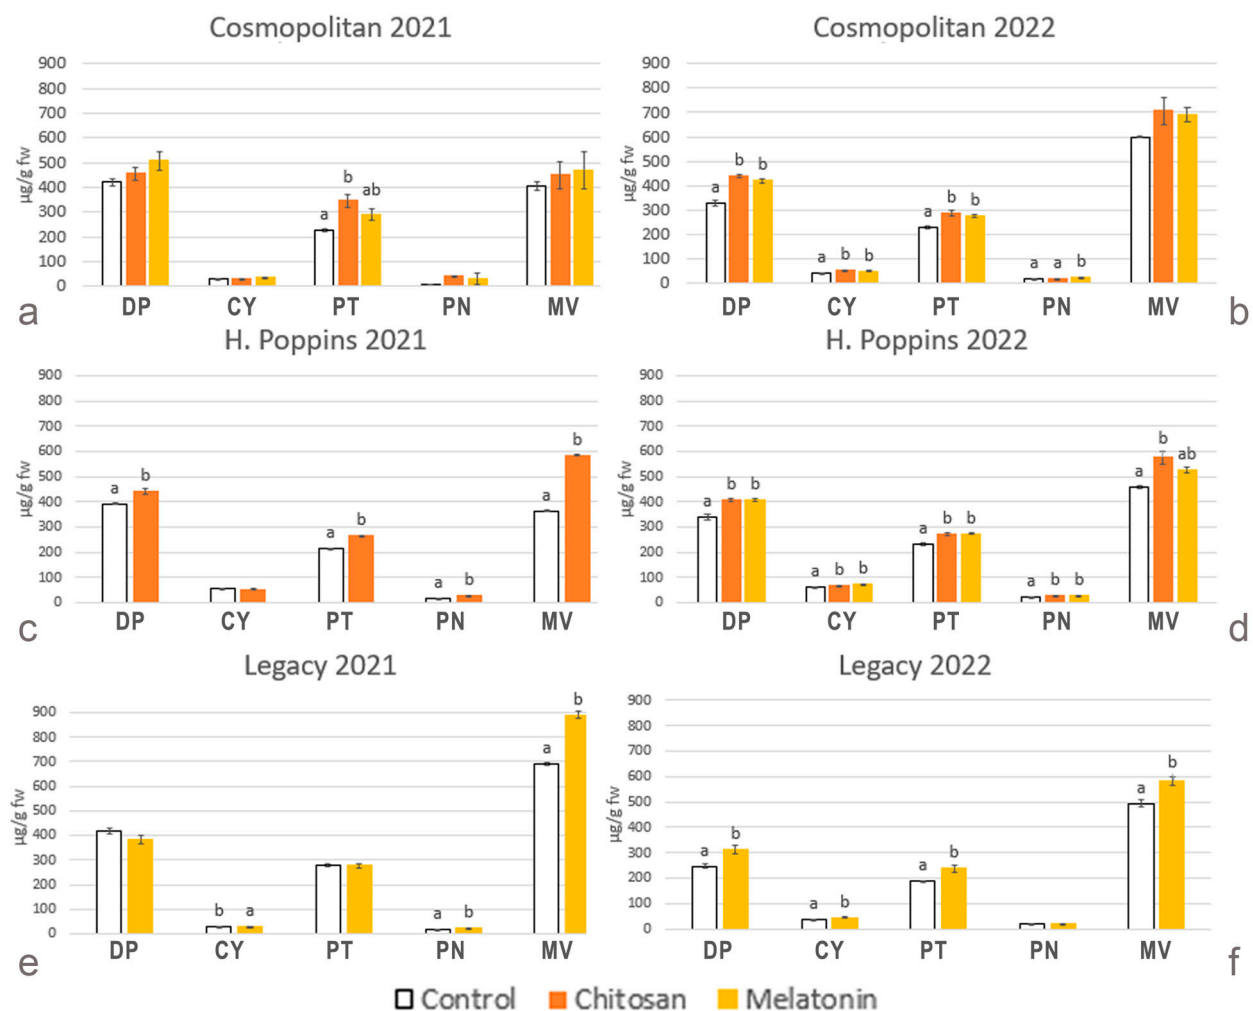 Cosmopolitan 2021
900
800
700
600
500
400
300
200
100
0
µg/g fw
a
b
ab
DP CY PT PN MV
a
Cosmopolitan 2022
900
800
700
600
500
400
300
200
100
0
µg/g fw
a b b
a b b
a b b
a a b
DP CY PT PN MV
b
H. Poppins 2021
900
800
700
600
500
400
300
200
100
0
µg/g fw
a b
a b
a b
a b
DP CY PT PN MV
c
H. Poppins 2022
900
800
700
600
500
400
300
200
100
0
µg/g fw
a b b
a b b
a b b
a b b
a b ab
DP CY PT PN MV
d
Legacy 2021
900
800
700
600
500
400
300
200
100
0
µg/g fw
b a
a b
a b
DP CY PT PN MV
e
Legacy 2022
900
800
700
600
500
400
300
200
100
0
µg/g fw
a b
a b
a b
a b
DP CY PT PN MV
f
Control Chitosan Melatonin